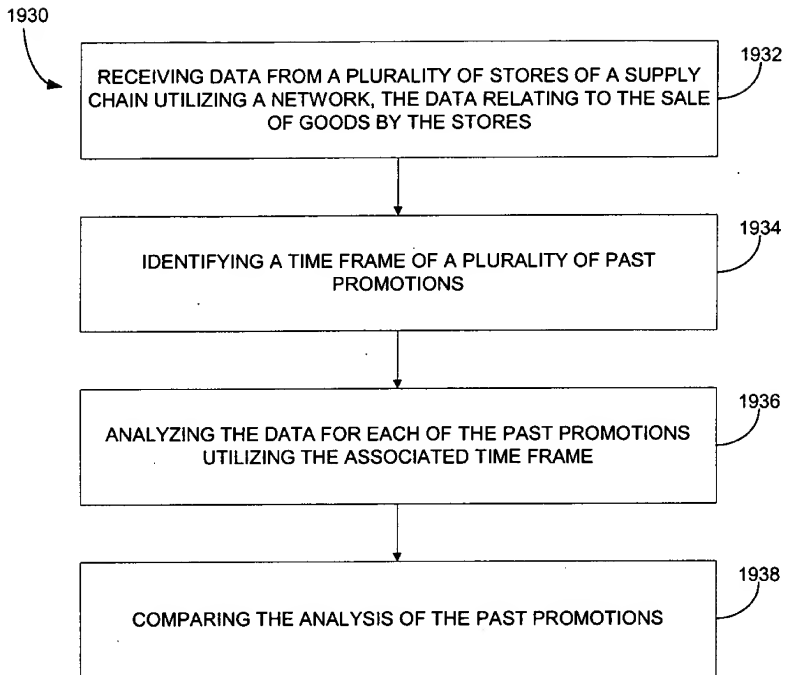 1930
1932
RECEIVING DATA FROM A PLURALITY OF STORES OF A SUPPLY
CHAIN UTILIZING A NETWORK, THE DATA RELATING TO THE SALE
OF GOODS BY THE STORES
1934
IDENTIFYING A TIME FRAME OF A PLURALITY OF PAST
PROMOTIONS
1936
ANALYZING THE DATA FOR EACH OF THE PAST PROMOTIONS
UTILIZING THE ASSOCIATED TIME FRAME
1938
COMPARING THE ANALYSIS OF THE PAST PROMOTIONS